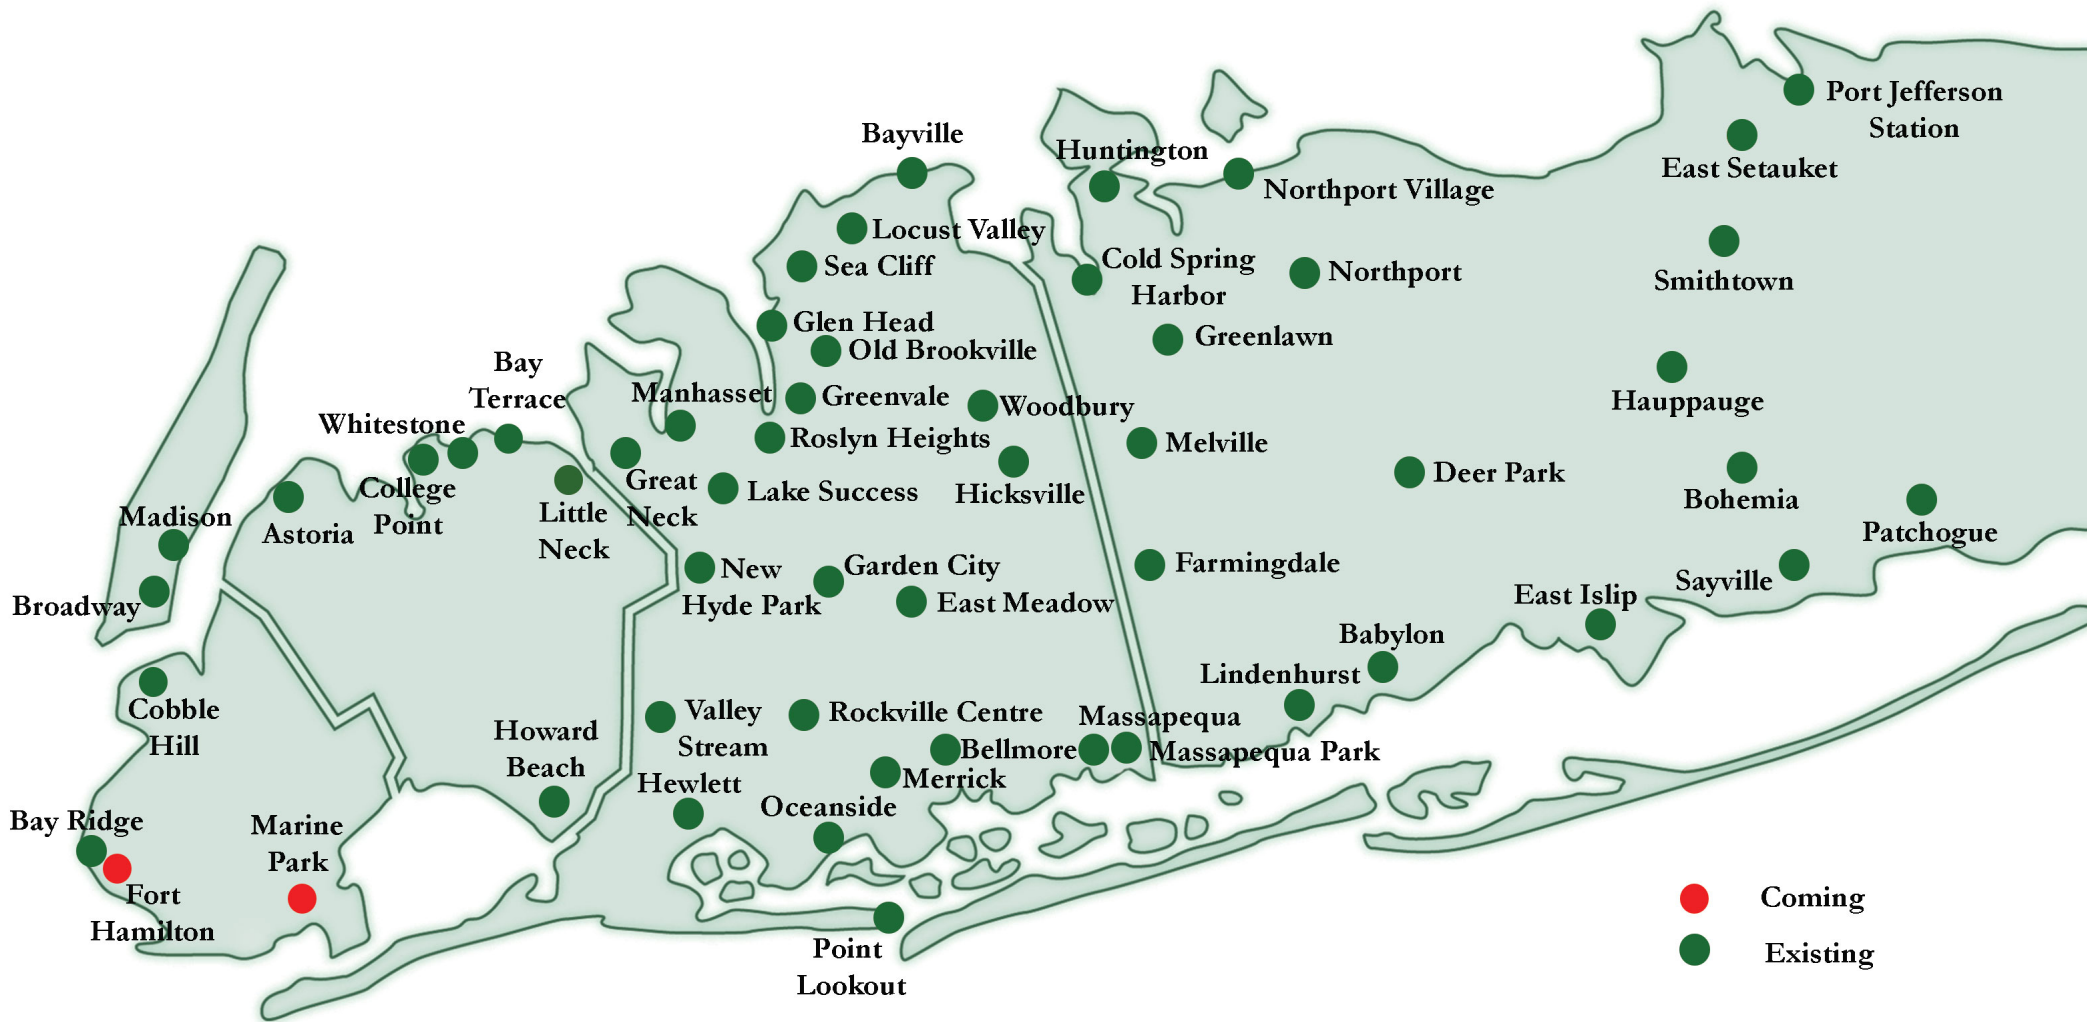 Port Jefferson
Station
Bayville
Huntington
East Setauket
Northport Village
Locust Valley
Sea Cliff
Cold Spring
Harbor
Northport
Smithtown
Glen Head
Old Brookville
Greenlawn
Bay
Terrace
Manhasset
Greenvale
Woodbury
Hauppauge
Whitestone
Roslyn Heights
Melville
Great
Neck
Lake Success
Hicksville
Deer Park
Bohemia
College
Point
Madison
Astoria
Little
Neck
Patchogue
New
Hyde Park
Garden City
East Meadow
Farmingdale
Sayville
East Islip
Broadway
Babylon
Lindenhurst
Cobble
Hill
Howard
Beach
Valley
Stream
Rockville Centre
Massapequa
Bellmore
Massapequa Park
Merrick
Hewlett
Oceanside
Bay Ridge
Marine
Park
Fort
Hamilton
Point
Lookout
Coming
Existing